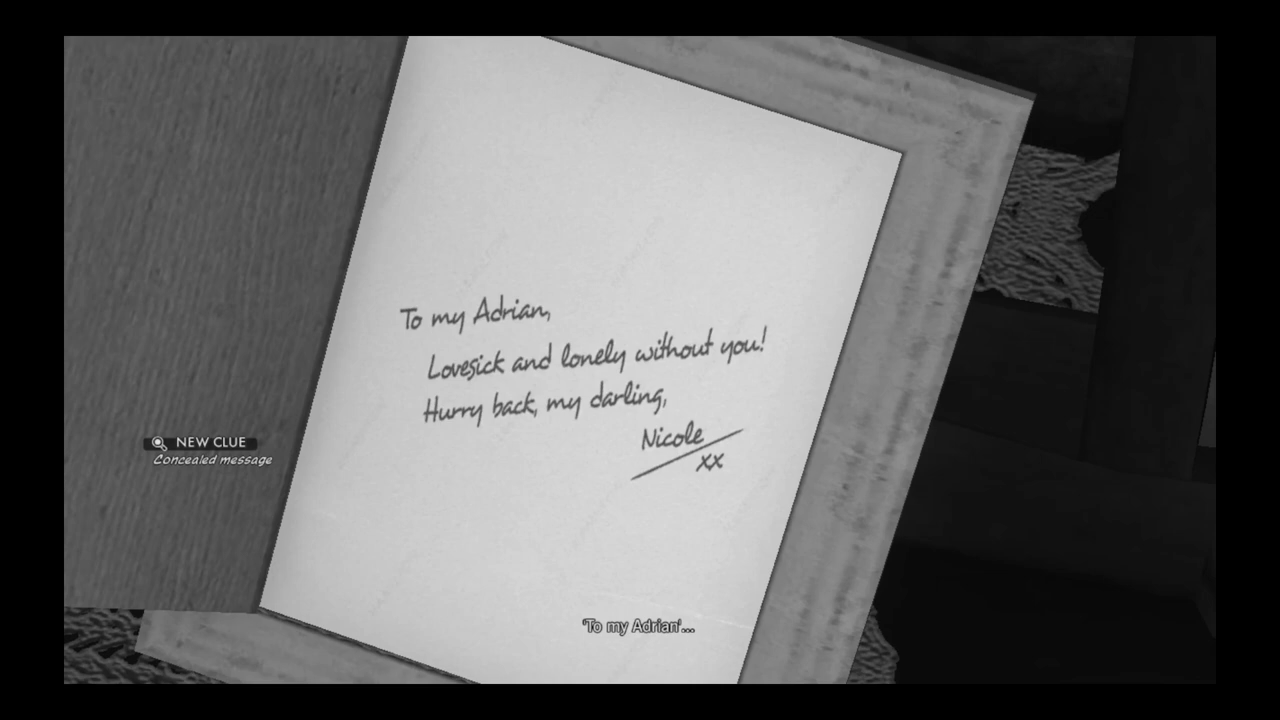 To my Adrian,
Lovesick and lonely without you!
Hurry back, my darling,
Nicole
xx
NEW CLUE
Concealed message
'To my Adrian'...